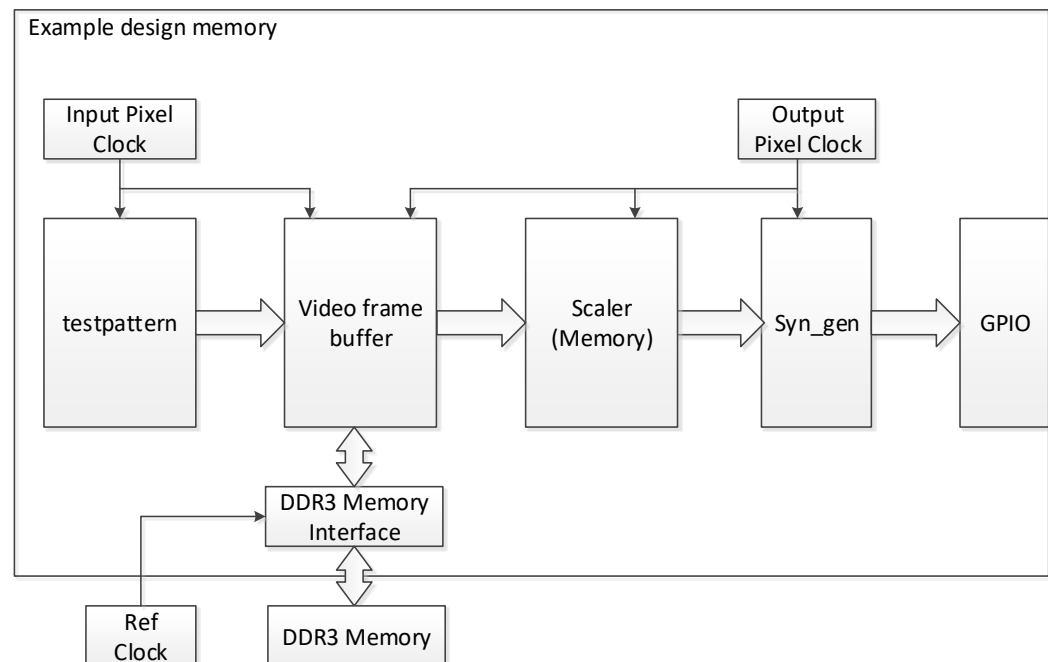 Example design memory
Input Pixel
Clock
Output
Pixel Clock
testpattern
Video frame
buffer
Scaler
(Memory)
Syn_gen
GPIO
DDR3 Memory
Interface
Ref
Clock
DDR3 Memory